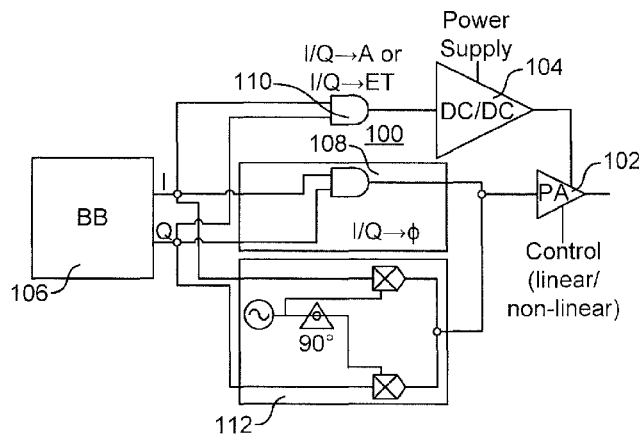 Power
Supply
I/Q→A or
I/Q→ET
110
104
DC/DC
100
108
102
I
BB
PA
Q
I/Q→ϕ
106
Control
(linear/
non-linear)
90°
112